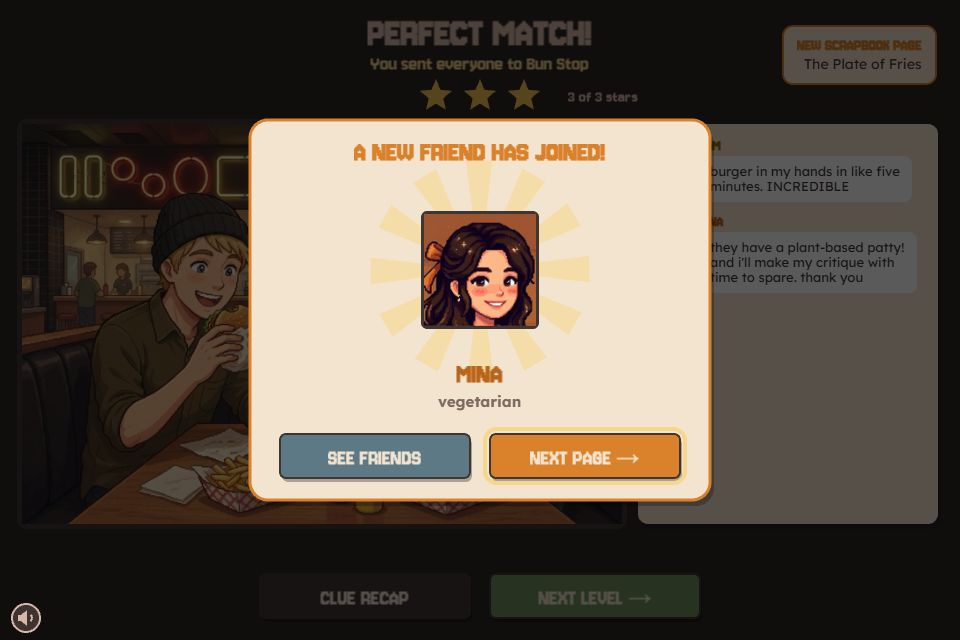 PERFECT MATCH!
You sent everyone to Bun Stop
3 of 3 stars
NEW SCRAPBOOK PAGE
The Plate of Fries
A NEW FRIEND HAS JOINED!
MINA
vegetarian
SEE FRIENDS
NEXT PAGE →
burger in my hands in like five
minutes. INCREDIBLE
they have a plant-based patty!
and i'll make my critique with
time to spare. thank you
CLUE RECAP
NEXT LEVEL →